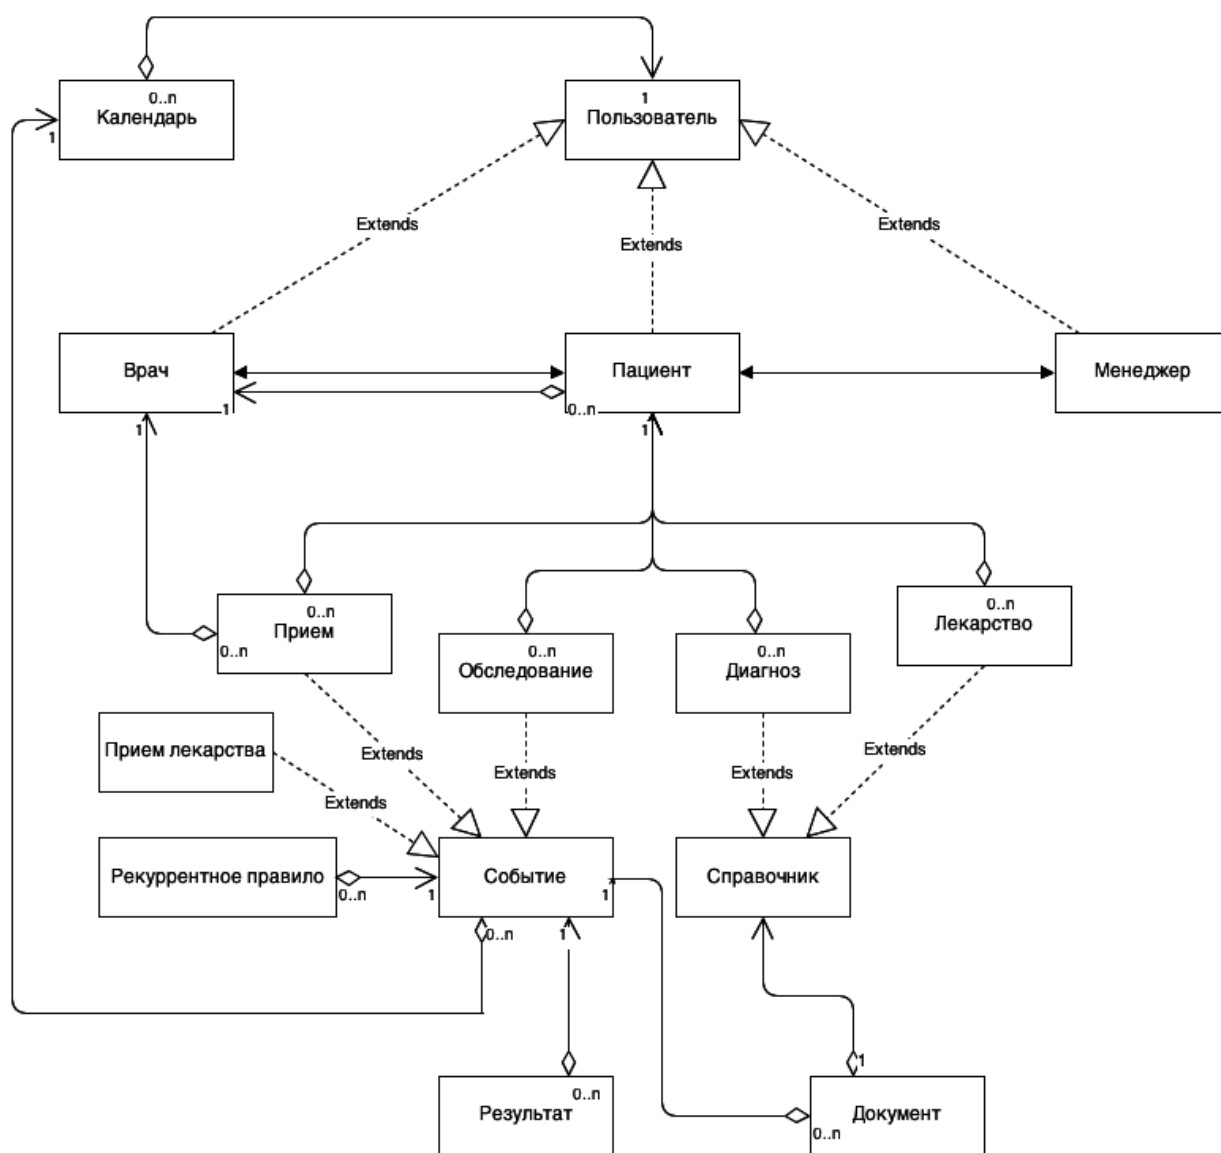 0..n
Календарь
1
1
Пользователь
Extends
Extends
Extends
Врач
1
1
Пациент
0..n
1
Менеджер
0..n
Прием
0..n
0..n
Обследование
0..n
Диагноз
0..n
Лекарство
Прием лекарства
Extends
Extends
Extends
Extends
Extends
Рекуррентное правило
0..n
1
Событие
1
0..n
1
Справочник
0..n
Результат
1
Документ
0..n